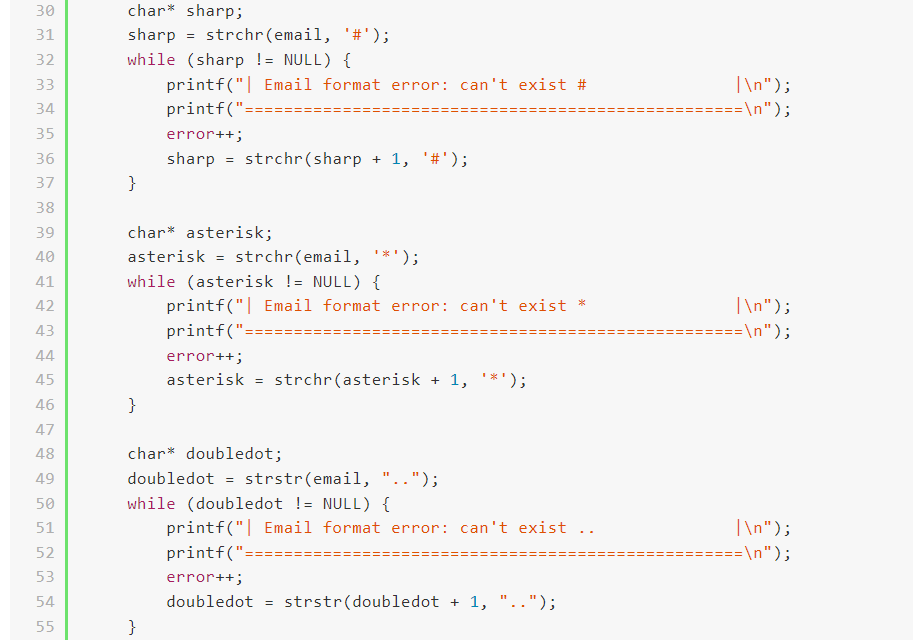 30 char* sharp;
31 sharp = strchr(email, '#');
32 while (sharp != NULL) {
33 printf("| Email format error: can't exist #               |\n");
34 printf("===================================================\n");
35 error++;
36 sharp = strchr(sharp + 1, '#');
37 }
38
39 char* asterisk;
40 asterisk = strchr(email, '*');
41 while (asterisk != NULL) {
42 printf("| Email format error: can't exist *               |\n");
43 printf("===================================================\n");
44 error++;
45 asterisk = strchr(asterisk + 1, '*');
46 }
47
48 char* doubledot;
49 doubledot = strstr(email, "..");
50 while (doubledot != NULL) {
51 printf("| Email format error: can't exist ..              |\n");
52 printf("===================================================\n");
53 error++;
54 doubledot = strstr(doubledot + 1, "..");
55 }